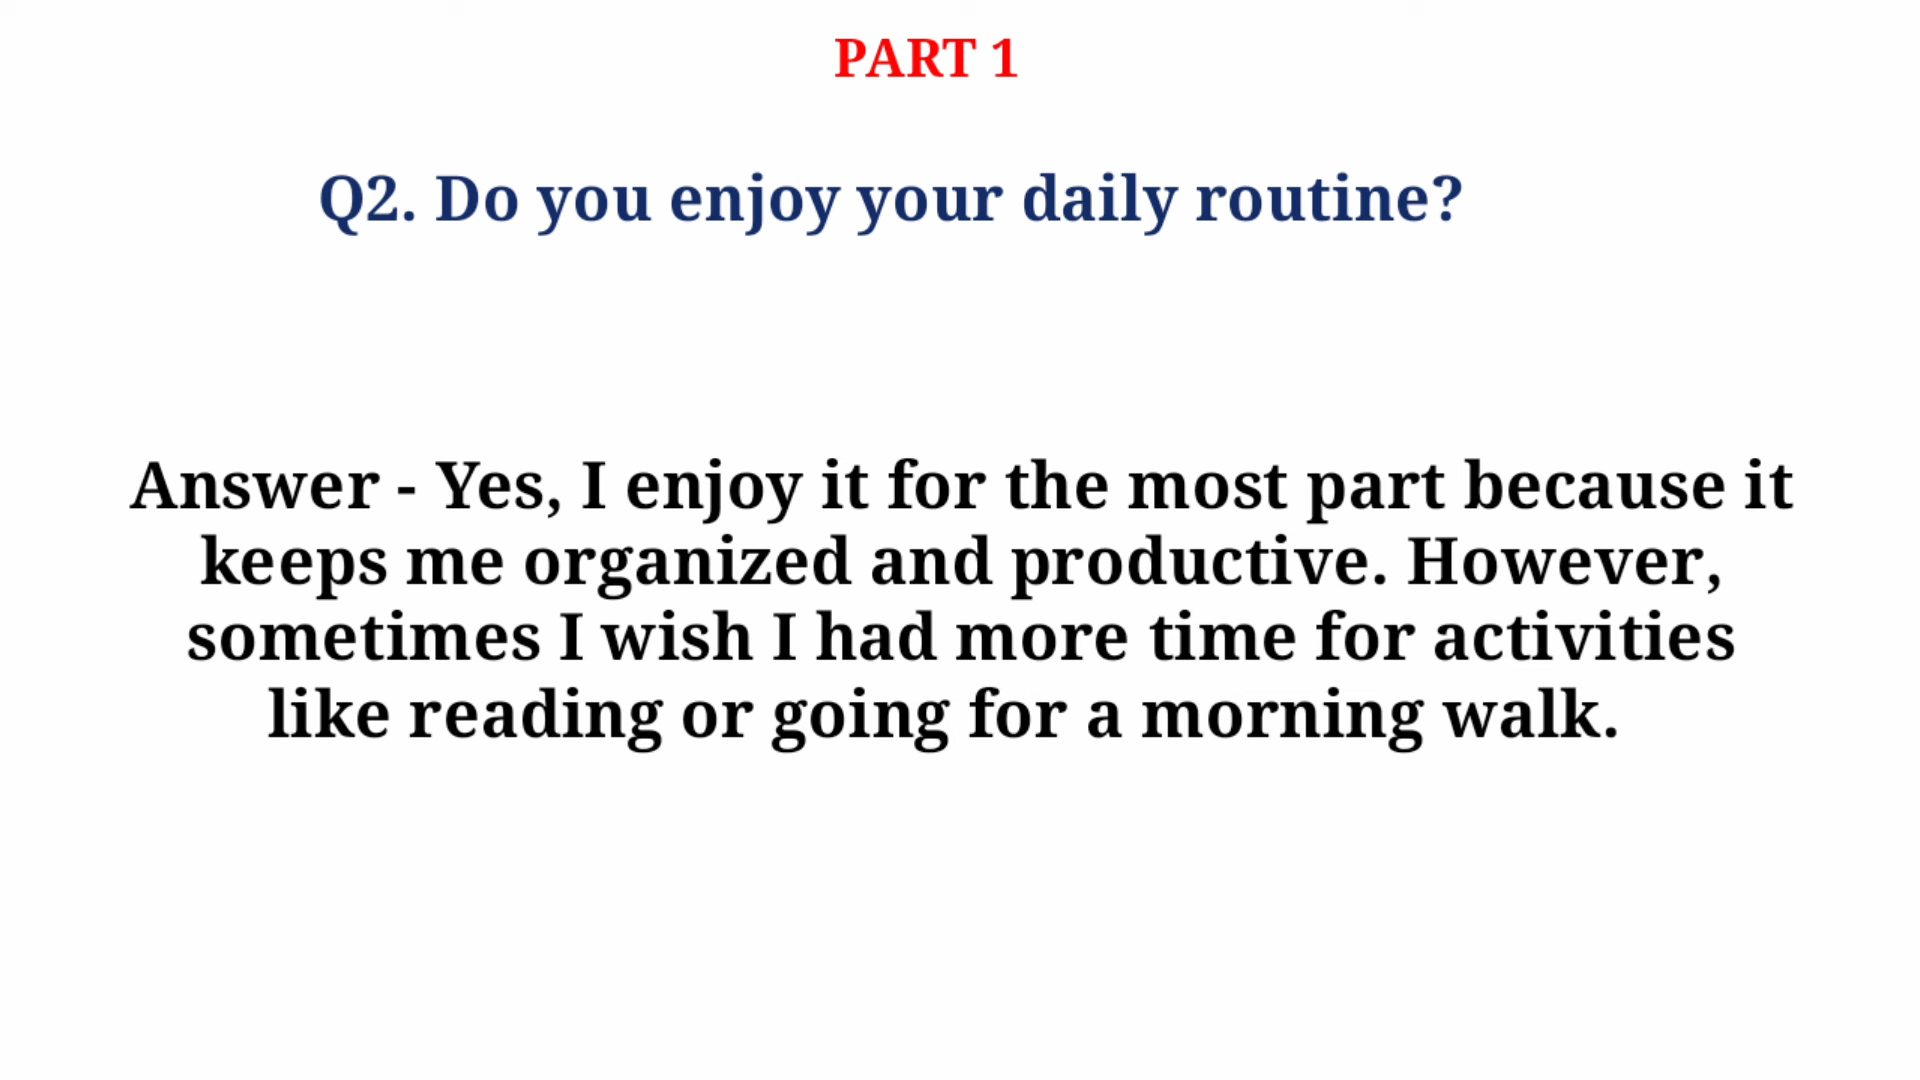 PART 1
Q2. Do you enjoy your daily routine?
Answer - Yes, I enjoy it for the most part because it
keeps me organized and productive. However,
sometimes I wish I had more time for activities
like reading or going for a morning walk.